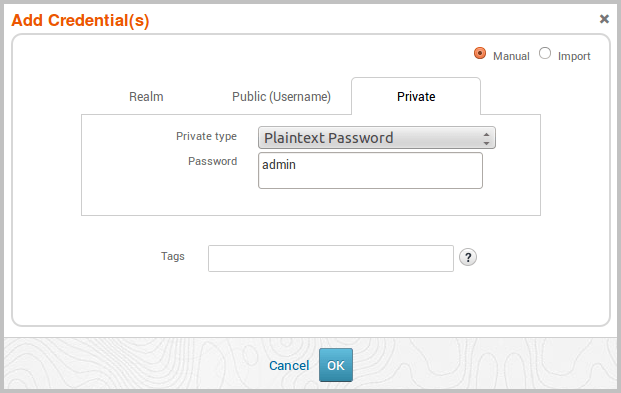 Add Credential(s)
Manual Import
Realm Public (Username) Private
Private type Plaintext Password
Password admin
Tags ?
Cancel OK